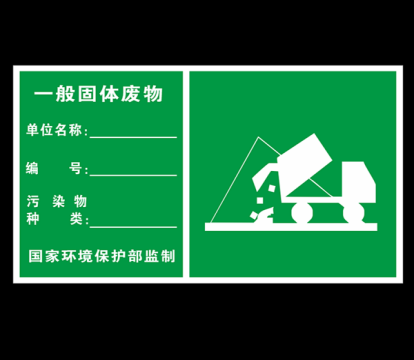 一般固体废物
单位名称:
编 号:
污 染 物
种 类:
国家环境保护部监制